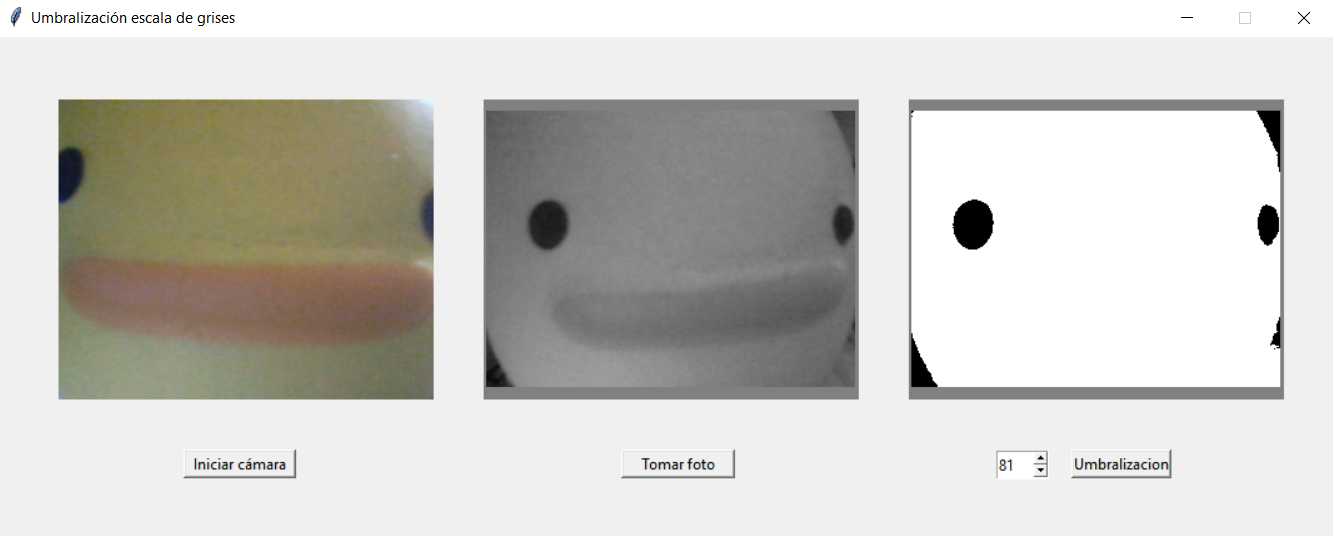 Umbralización escala de grises
Iniciar cámara
Tomar foto
81
Umbralizacion